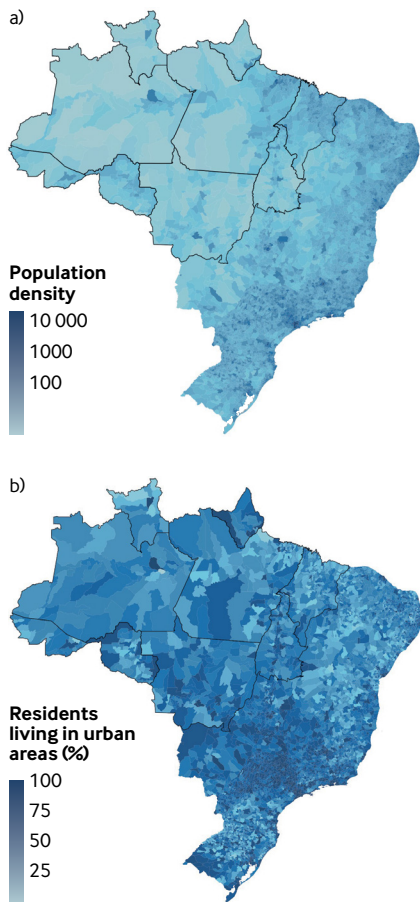 a)
Population
density
10 000
1000
100
b)
Residents
living in urban
areas (%)
100
75
50
25